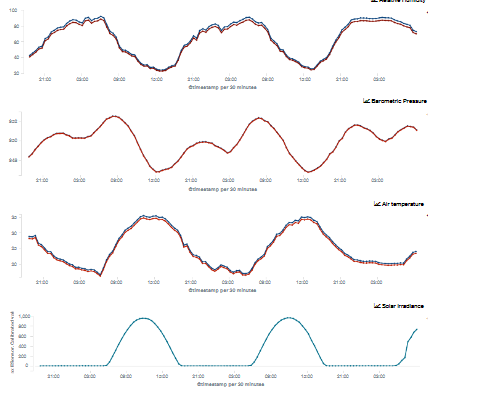 Relative Humidity
100
80
60
40
20
21:00 03:00 09:00 15:00 21:00 03:00 09:00 15:00 21:00 03:00
@timestamp per 30 minutes
Barometric Pressure
21:00 03:00 09:00 15:00 21:00 03:00 09:00 15:00 21:00 03:00
@timestamp per 30 minutes
Air temperature
21:00 03:00 09:00 15:00 21:00 03:00 09:00 15:00 21:00 03:00
@timestamp per 30 minutes
Solar Irradiance
1,000
800
600
400
200
0
21:00 03:00 09:00 15:00 21:00 03:00 09:00 15:00 21:00 03:00
@timestamp per 30 minutes